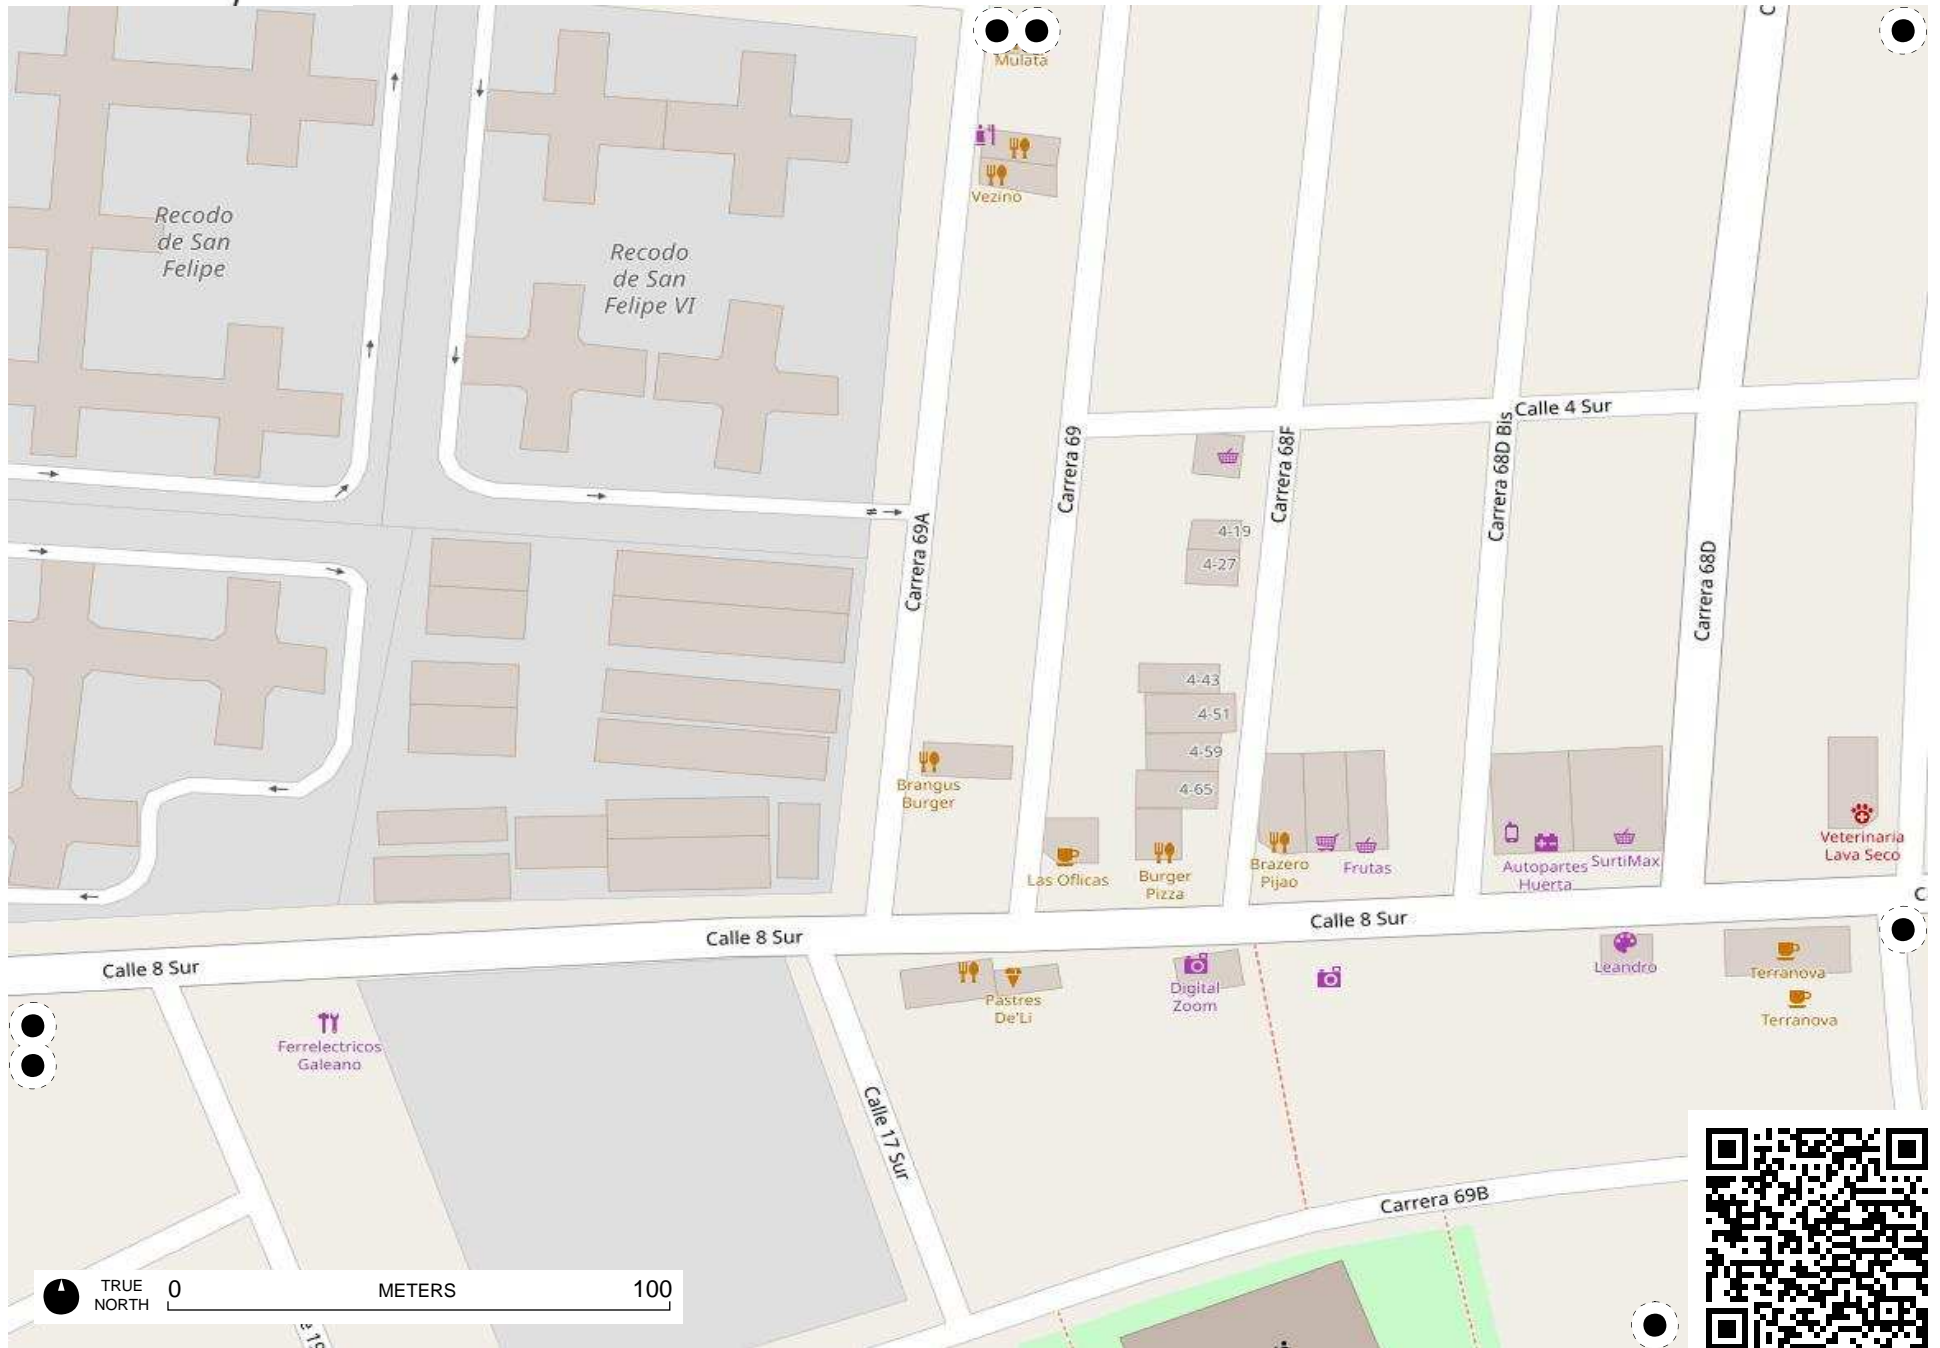 Mulata
Vezino
Recodo
de San
Felipe
Recodo
de San
Felipe VI
Calle 4 Sur
Carrera 69
Carrera 68F
Carrera 68D Bis
Carrera 69A
Carrera 68D
4-19
4-27
4-43
4-51
4-59
4-65
Brangus
Burger
Las Oflicas
Burger
Pizza
Brazero
Pijao
Frutas
Autopartes
Huerta
SurtiMax
Veterinaria
Lava Seco
Calle 8 Sur
Calle 8 Sur
Calle 8 Sur
Leandro
Terranova
Terranova
Digital
Zoom
Pastres
De'Li
Ferrelectricos
Galeano
Calle 17 Sur
Carrera 69B
TRUE
NORTH
0 METERS 100